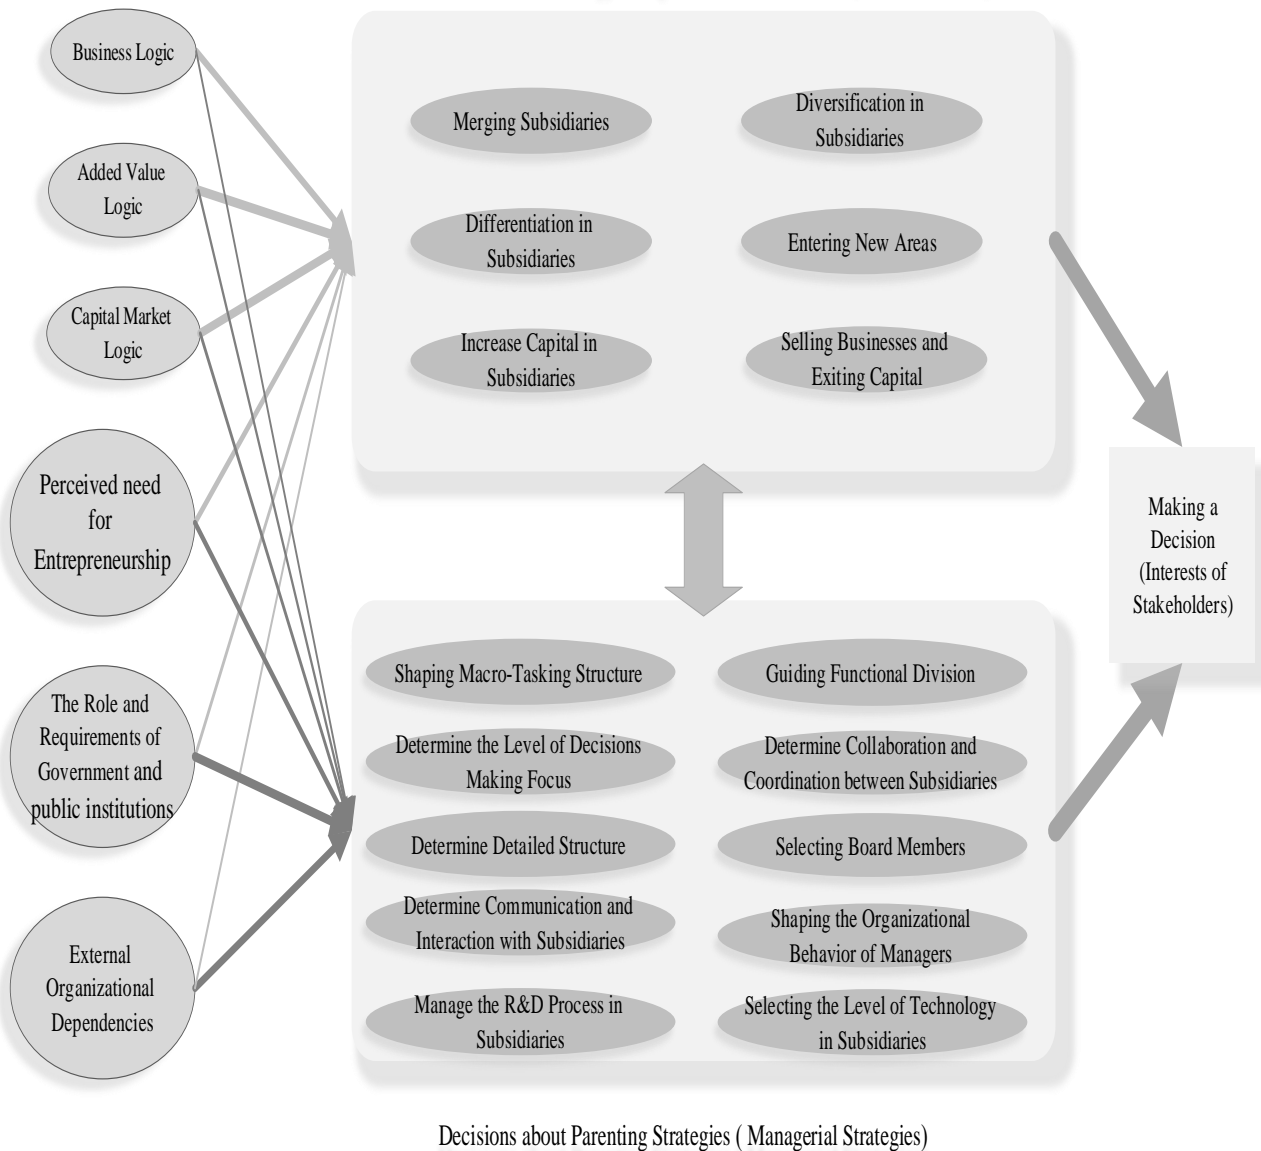 Business Logic
Added Value
Logic
Capital Market
Logic
Perceived need
for
Entrepreneurship
The Role and
Requirements of
Government and
public institutions
External
Organizational
Dependencies
Merging Subsidiaries
Diversification in
Subsidiaries
Differentiation in
Subsidiaries
Entering New Areas
Increase Capital in
Subsidiaries
Selling Businesses and
Exiting Capital
Shaping Macro-Tasking Structure
Guiding Functional Division
Determine the Level of Decisions
Making Focus
Determine Collaboration and
Coordination between Subsidiaries
Determine Detailed Structure
Selecting Board Members
Determine Communication and
Interaction with Subsidiaries
Shaping the Organizational
Behavior of Managers
Manage the R&D Process in
Subsidiaries
Selecting the Level of Technology
in Subsidiaries
Making a
Decision
(Interests of
Stakeholders)
Decisions about Parenting Strategies ( Managerial Strategies)